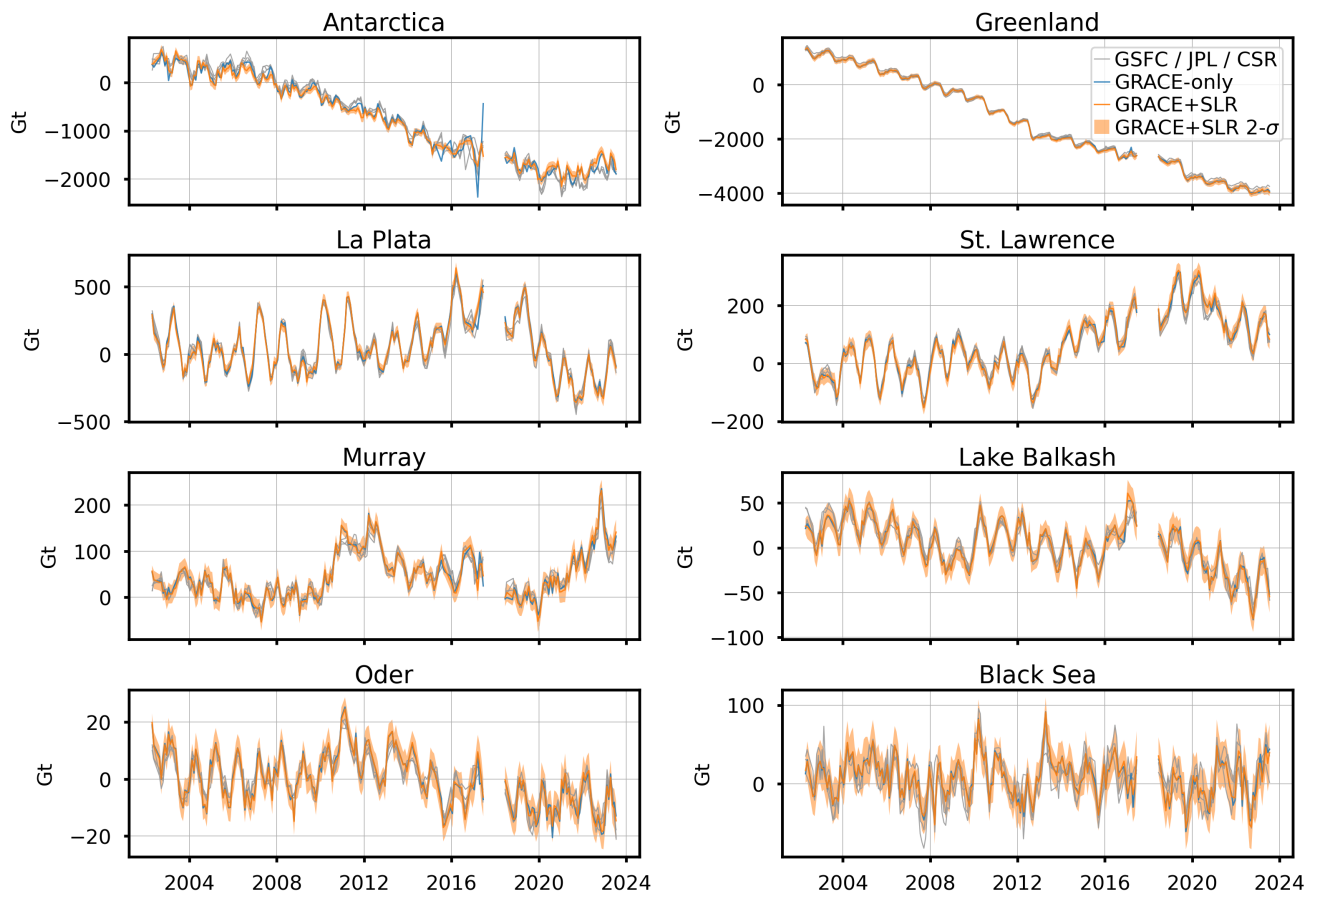 Antarctica
Gt
0
−1000
−2000
Greenland
Gt
0
−2000
−4000
GSFC / JPL / CSR
GRACE-only
GRACE+SLR
GRACE+SLR 2-σ
La Plata
Gt
500
0
−500
St. Lawrence
Gt
200
0
−200
Murray
Gt
200
100
0
Lake Balkash
Gt
50
0
−50
−100
Oder
Gt
20
0
−20
2004 2008 2012 2016 2020 2024
Black Sea
Gt
100
0
2004 2008 2012 2016 2020 2024